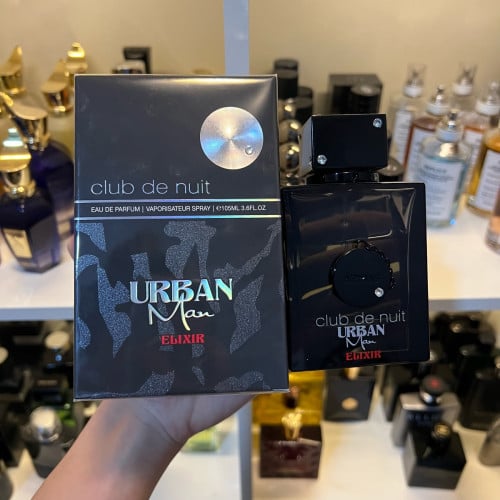 club de nuit
EAU DE PARFUM | VAPORISATEUR SPRAY | ℮105ML 3.6FL.OZ
URBAN
Man
ELIXIR
club de nuit
URBAN
Man
ELIXIR